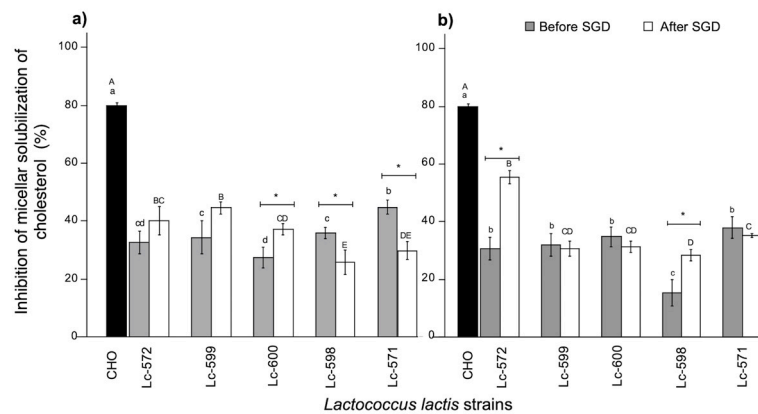 a)
b)
Before SGD
After SGD
Inhibition of micellar solubilization of
cholesterol (%)
100
80
60
40
20
0
A
a
cd
BC
c
B
*
d
CD
*
c
E
*
b
DE
CHO
Lc-572
Lc-599
Lc-600
Lc-598
Lc-571
100
80
60
40
20
0
A
a
*
b
B
b
CD
b
CD
*
c
D
b
C
CHO
Lc-572
Lc-599
Lc-600
Lc-598
Lc-571
Lactococcus lactis strains